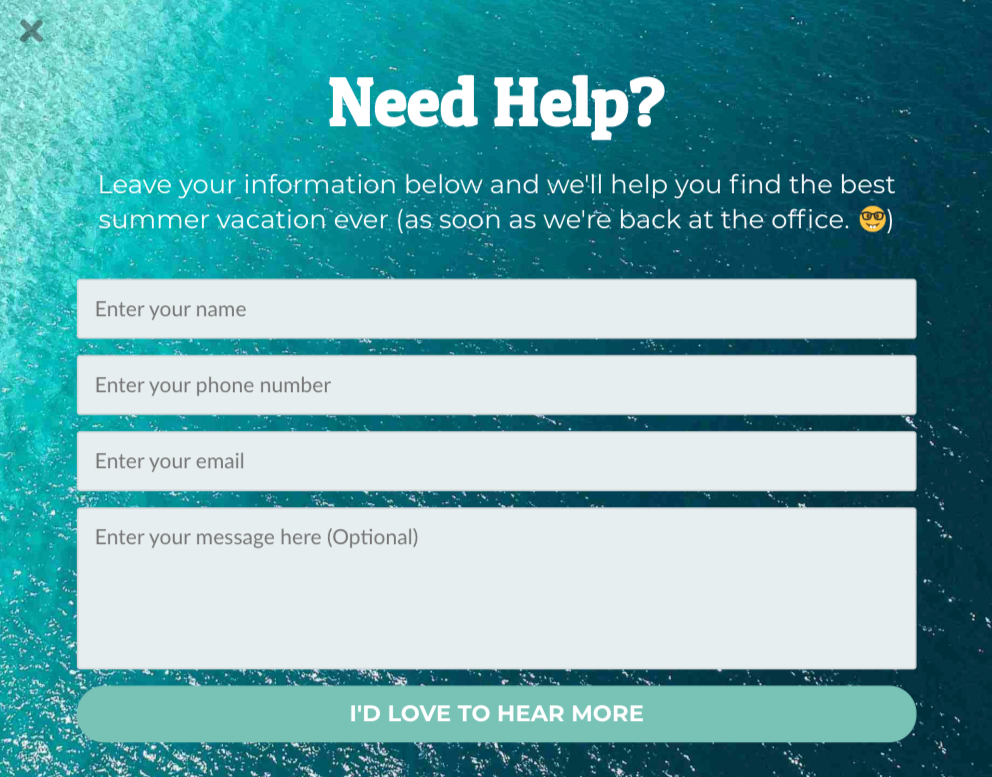 Need Help?
Leave your information below and we'll help you find the best
summer vacation ever (as soon as we're back at the office. 🤓)
Enter your name
Enter your phone number
Enter your email
Enter your message here (Optional)
I'D LOVE TO HEAR MORE